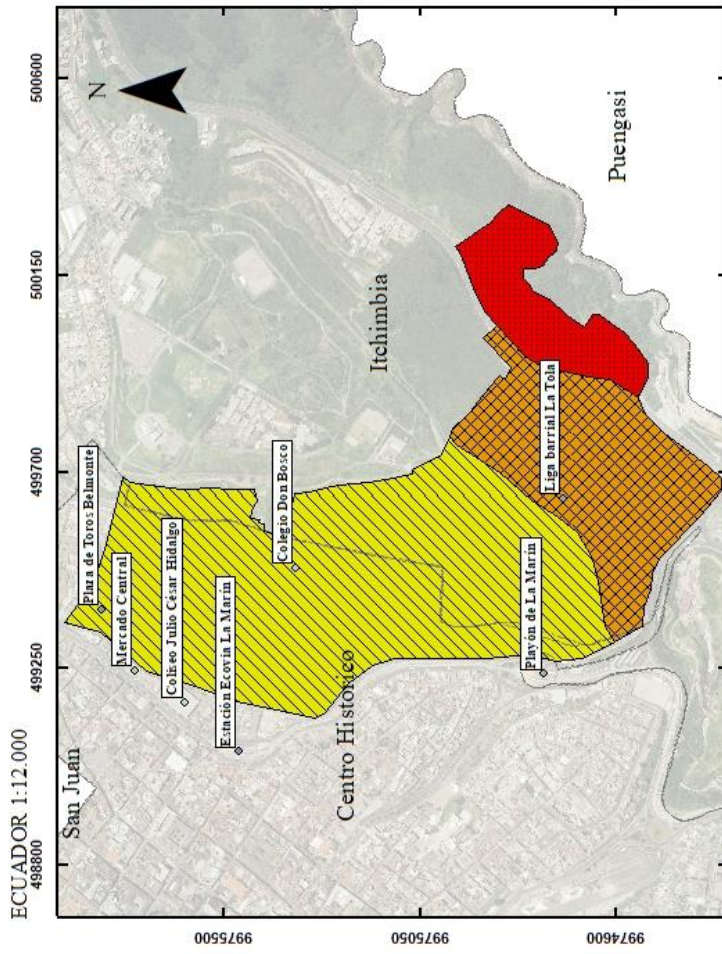 ECUADOR 1:12.000
498800
499250
499700
500150
500600
N
San Juan
Plaza de Toros Belmonte
Mercado Central
Coliseo Julio César Hidalgo
Estación Ecovia La Marín
Colegio Don Bosco
Centro Historico
Itchimbia
Playón de La Marín
Liga barrial La Tola
Puengasi
9975500
9975050
9974600